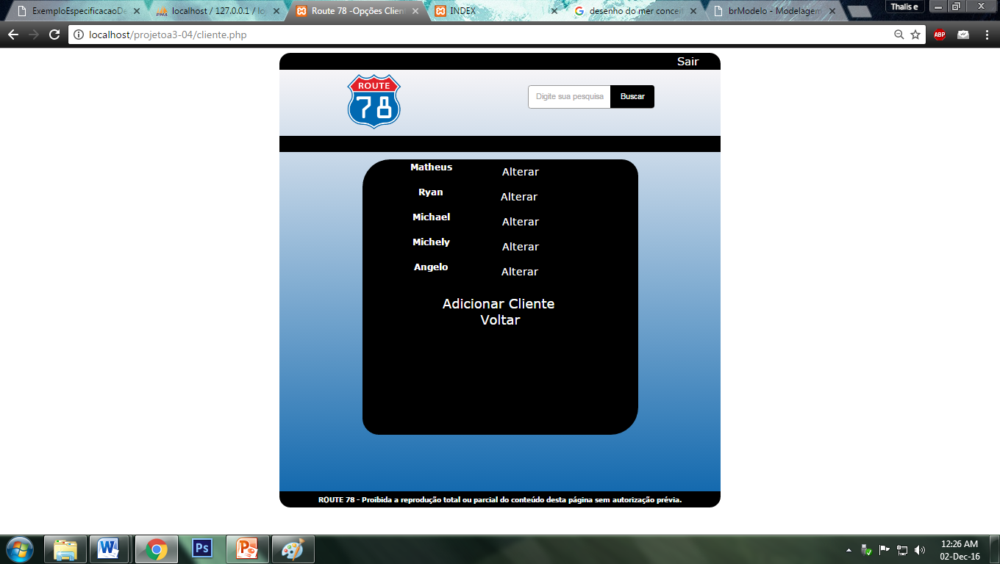 ExemploEspecificacaoDe
localhost / 127.0.0.1 / lo
Route 78 -Opções Clien
INDEX
desenho do mer concei
brModelo - Modelagem
Thalis e
localhost/projetoa3-04/cliente.php
ABP
Sair
ROUTE
78
Digite sua pesquisa
Buscar
Matheus Alterar
Ryan Alterar
Michael Alterar
Michely Alterar
Angelo Alterar
Adicionar Cliente
Voltar
ROUTE 78 - Proibida a reprodução total ou parcial do conteúdo desta página sem autorização prévia.
Ps
12:26 AM
02-Dec-16